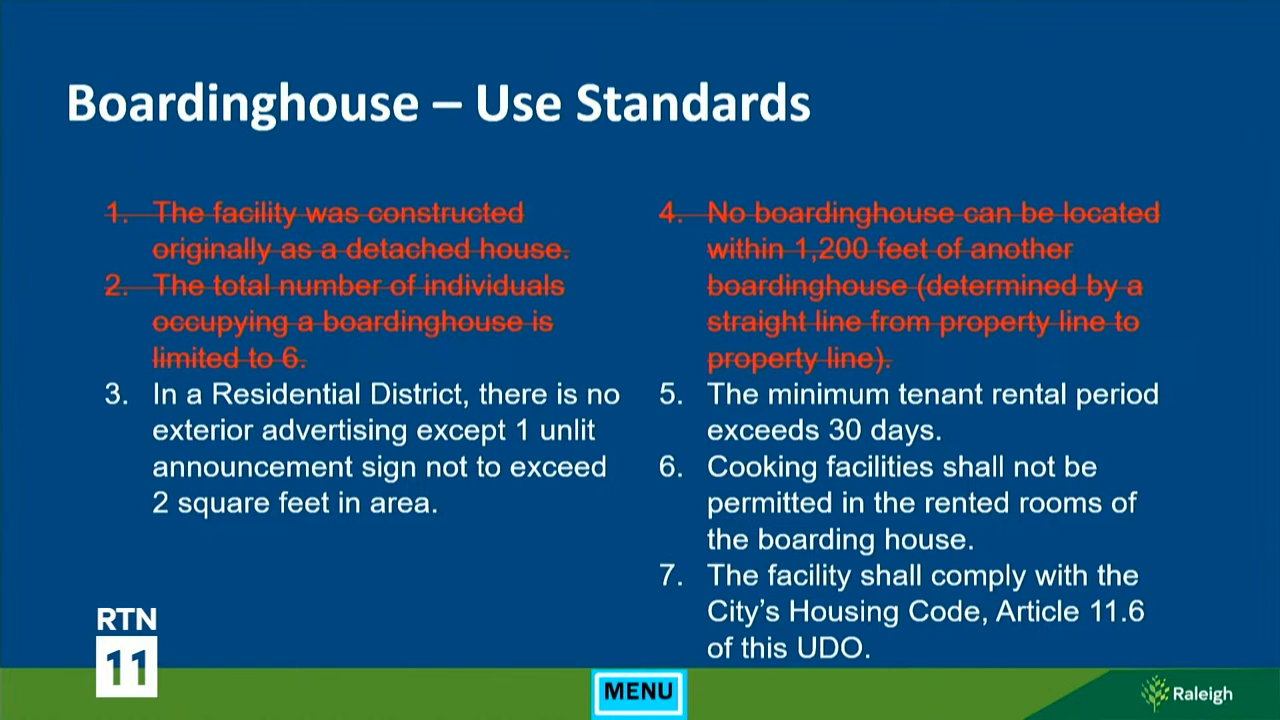 Boardinghouse – Use Standards
1. The facility was constructed
originally as a detached house.
2. The total number of individuals
occupying a boardinghouse is
limited to 6.
3. In a Residential District, there is no
exterior advertising except 1 unlit
announcement sign not to exceed
2 square feet in area.
4. No boardinghouse can be located
within 1,200 feet of another
boardinghouse (determined by a
straight line from property line to
property line).
5. The minimum tenant rental period
exceeds 30 days.
6. Cooking facilities shall not be
permitted in the rented rooms of
the boarding house.
7. The facility shall comply with the
City’s Housing Code, Article 11.6
of this UDO.
RTN
11
MENU
Raleigh